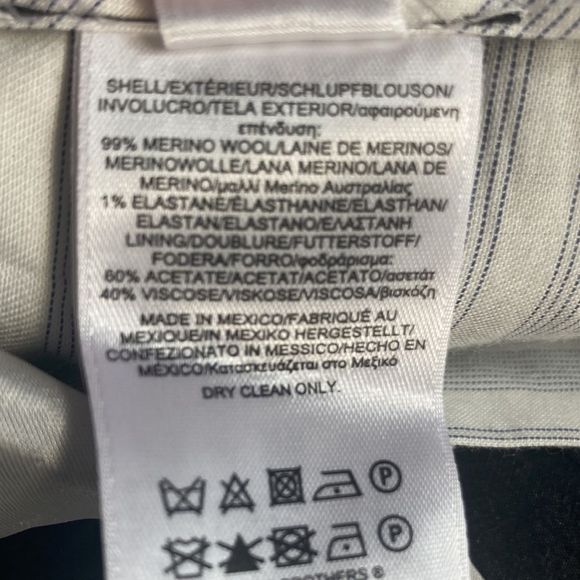 SHELL/EXTÉRIEUR/SCHLUPFBLOUSON/
INVOLUCRO/TELA EXTERIOR/αφαιρούμενη
επένδυση:
99% MERINO WOOL/LAINE DE MERINOS/
MERINOWOLLE/LANA MERINO/LANA DE
MERINO/μαλλί Merino Αυστραλίας
1% ELASTANE/ÉLASTHANNE/ELASTHAN/
ELASTAN/ELASTANO/ΕΛΑΣΤΑΝΗ
LINING/DOUBLURE/FUTTERSTOFF/
FODERA/FORRO/φοδράρισμα:
60% ACETATE/ACETAT/ACETATO/ασετάτ
40% VISCOSE/VISKOSE/VISCOSA/βισκόζη
MADE IN MEXICO/FABRIQUÉ AU
MEXIQUE/IN MEXIKO HERGESTELLT/
CONFEZIONATO IN MESSICO/HECHO EN
MÉXICO/Κατασκευάζεται στο Μεξικό
DRY CLEAN ONLY.
P
P
BROTHERS ®